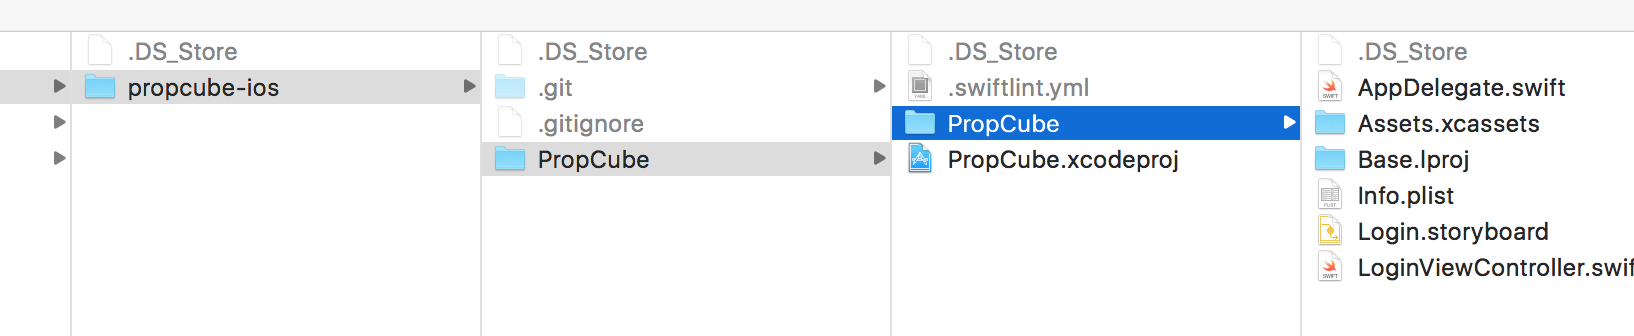 .DS_Store
propcube-ios
.DS_Store
.git
.gitignore
PropCube
.DS_Store
.swiftlint.yml
PropCube
PropCube.xcodeproj
.DS_Store
AppDelegate.swift
Assets.xcassets
Base.lproj
Info.plist
Login.storyboard
LoginViewController.swif